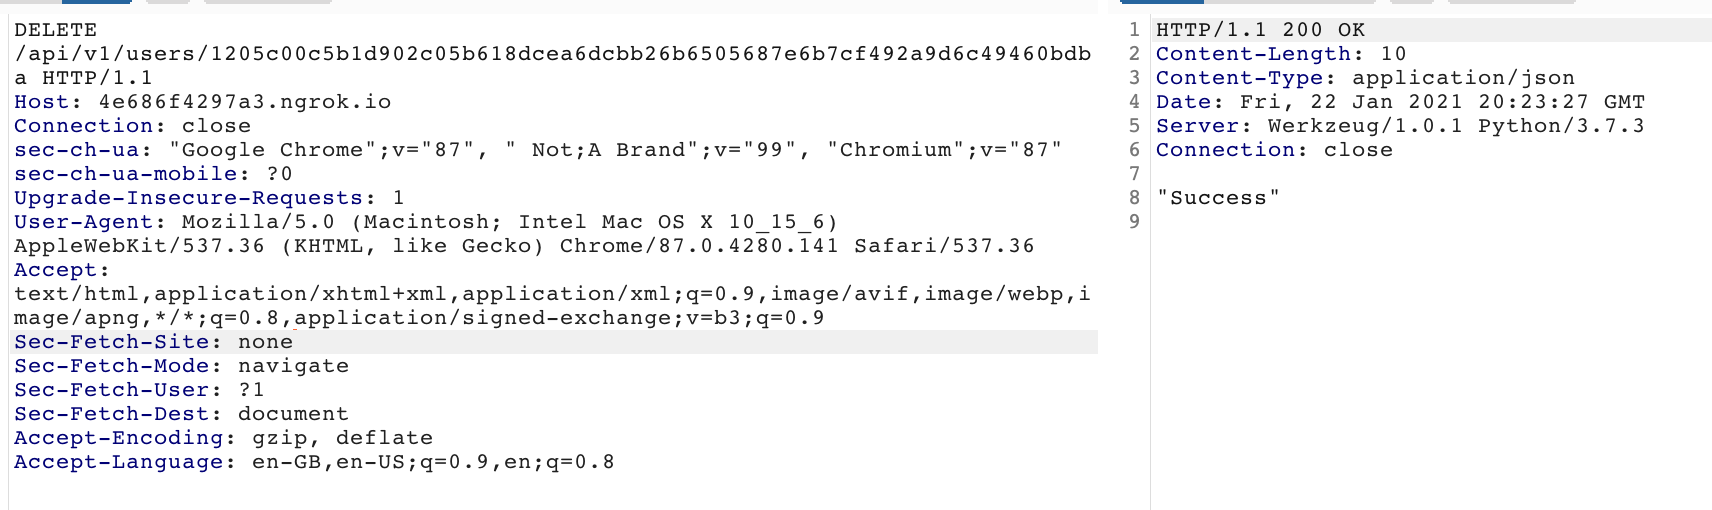 DELETE
/api/v1/users/1205c00c5b1d902c05b618dcea6dcbb26b6505687e6b7cf492a9d6c49460bdb
a HTTP/1.1
Host: 4e686f4297a3.ngrok.io
Connection: close
sec-ch-ua: "Google Chrome";v="87", " Not;A Brand";v="99", "Chromium";v="87"
sec-ch-ua-mobile: ?0
Upgrade-Insecure-Requests: 1
User-Agent: Mozilla/5.0 (Macintosh; Intel Mac OS X 10_15_6)
AppleWebKit/537.36 (KHTML, like Gecko) Chrome/87.0.4280.141 Safari/537.36
Accept:
text/html,application/xhtml+xml,application/xml;q=0.9,image/avif,image/webp,i
mage/apng,*/*;q=0.8,application/signed-exchange;v=b3;q=0.9
Sec-Fetch-Site: none
Sec-Fetch-Mode: navigate
Sec-Fetch-User: ?1
Sec-Fetch-Dest: document
Accept-Encoding: gzip, deflate
Accept-Language: en-GB,en-US;q=0.9,en;q=0.8
1 HTTP/1.1 200 OK
2 Content-Length: 10
3 Content-Type: application/json
4 Date: Fri, 22 Jan 2021 20:23:27 GMT
5 Server: Werkzeug/1.0.1 Python/3.7.3
6 Connection: close
7
8 "Success"
9